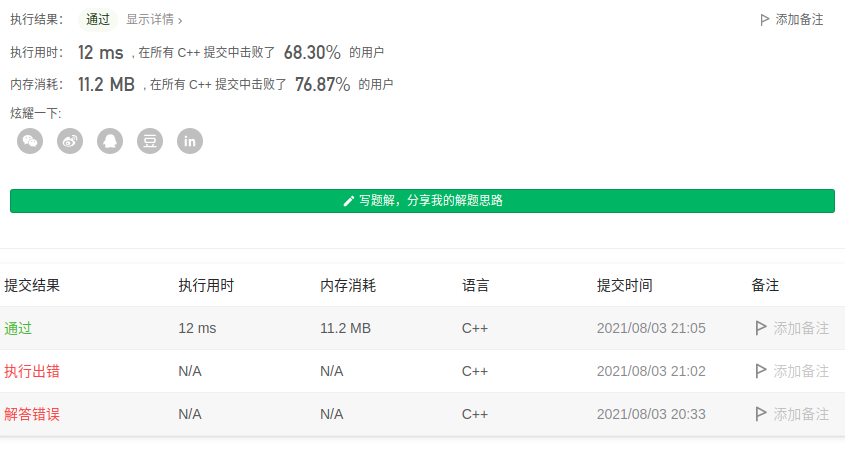 执行结果： 通过 显示详情 › 添加备注
执行用时： 12 ms , 在所有 C++ 提交中击败了 68.30% 的用户
内存消耗： 11.2 MB , 在所有 C++ 提交中击败了 76.87% 的用户
炫耀一下:
豆 in
写题解，分享我的解题思路
提交结果 执行用时 内存消耗 语言 提交时间 备注
通过 12 ms 11.2 MB C++ 2021/08/03 21:05 添加备注
执行出错 N/A N/A C++ 2021/08/03 21:02 添加备注
解答错误 N/A N/A C++ 2021/08/03 20:33 添加备注